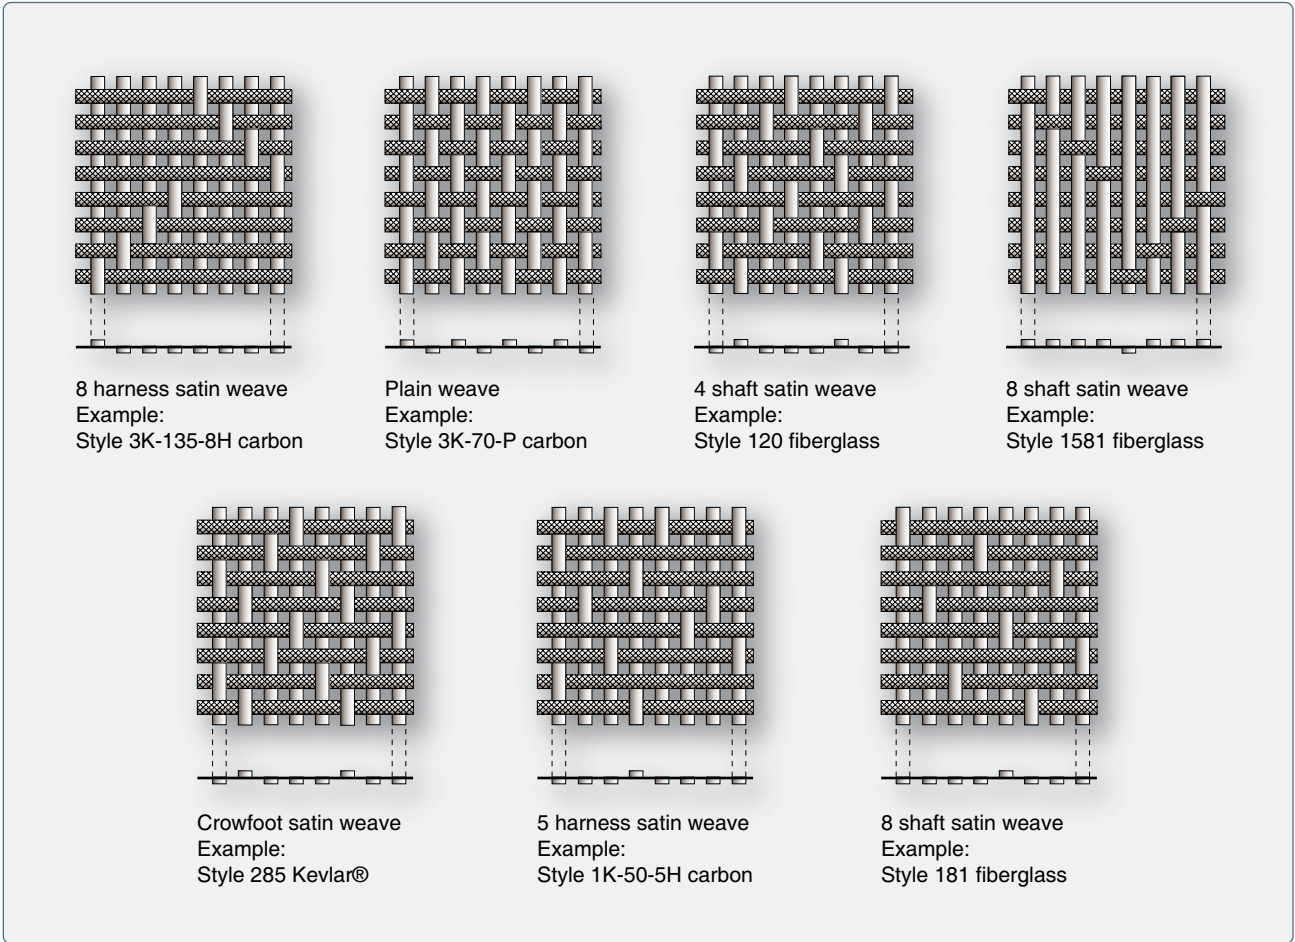 8 harness satin weave
Example:
Style 3K-135-8H carbon
Plain weave
Example:
Style 3K-70-P carbon
4 shaft satin weave
Example:
Style 120 fiberglass
8 shaft satin weave
Example:
Style 1581 fiberglass
Crowfoot satin weave
Example:
Style 285 Kevlar®
5 harness satin weave
Example:
Style 1K-50-5H carbon
8 shaft satin weave
Example:
Style 181 fiberglass